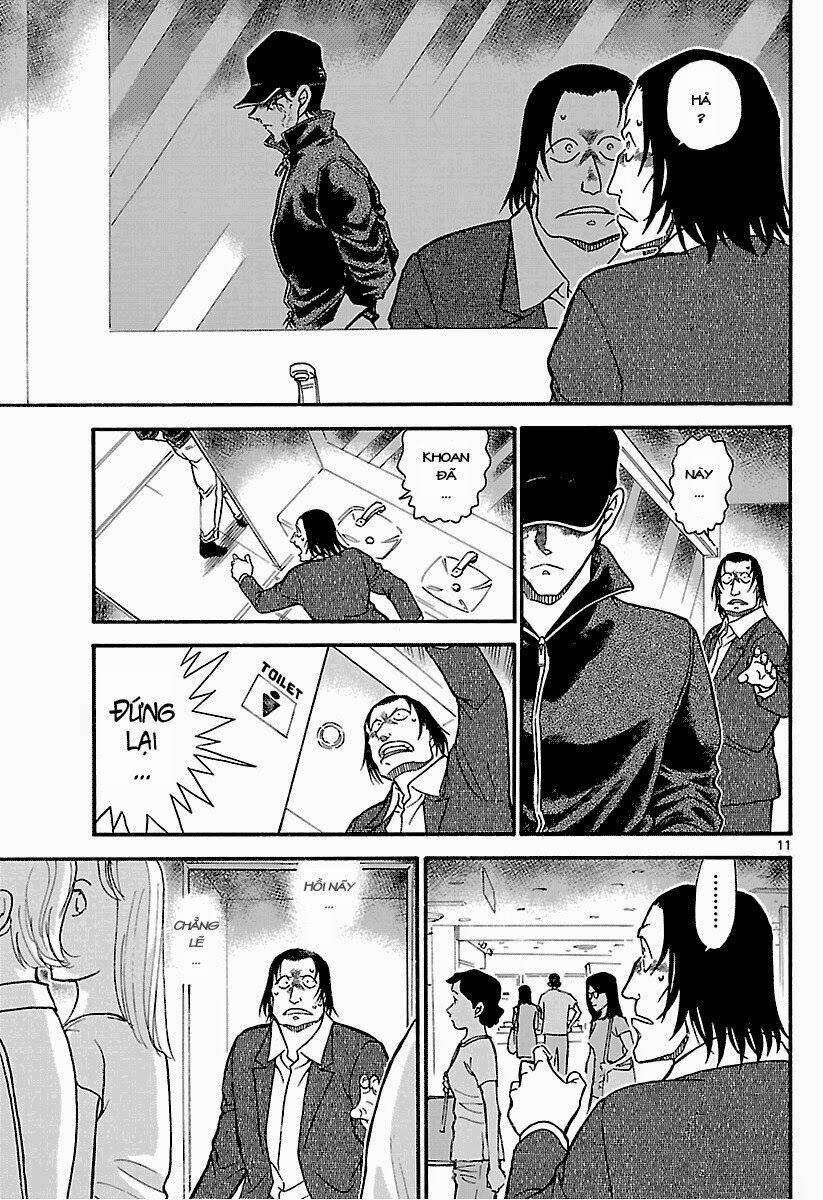 HẢ
?
NÀY
...
KHOAN
ĐÃ
...
TOILET
ĐỨNG
LẠI
...
11
.......
HỒI NÃY
...
CHẲNG
LẼ
...